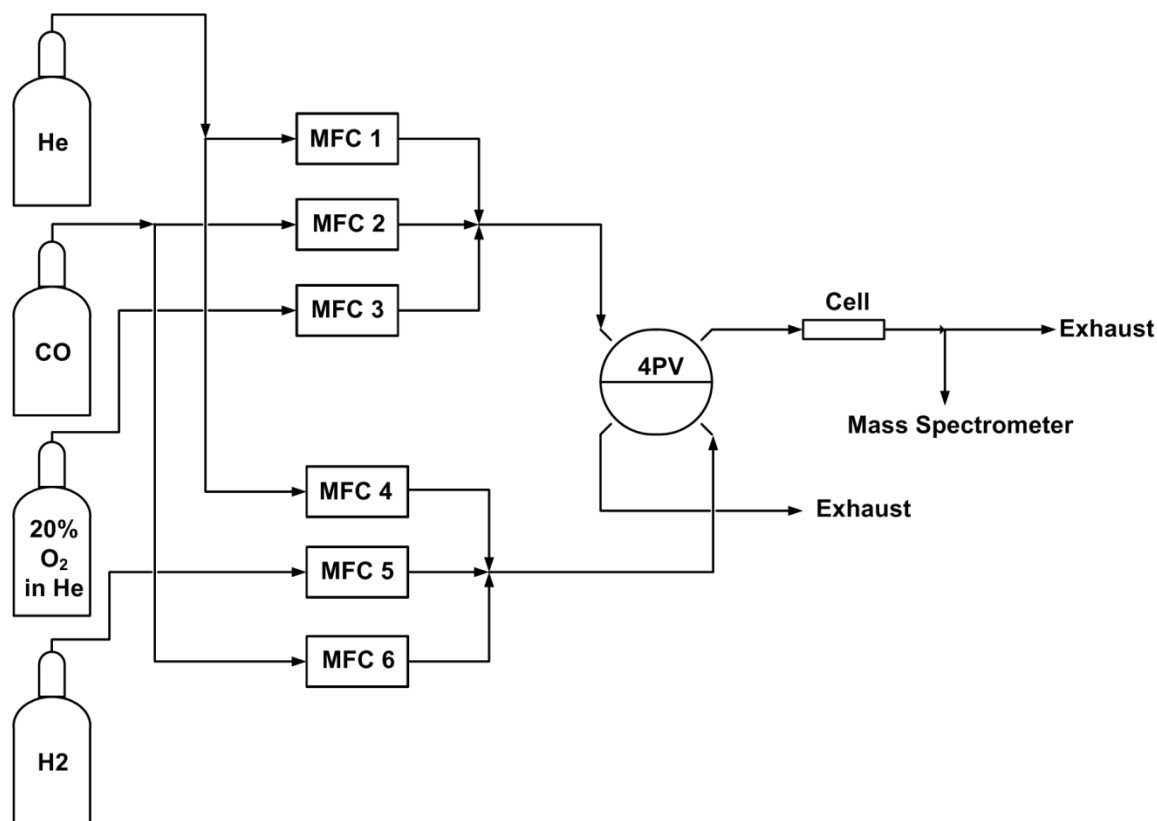 He
MFC 1
MFC 2
MFC 3
CO
Cell
Exhaust
4PV
Mass Spectrometer
20%
O₂
in He
MFC 4
Exhaust
MFC 5
MFC 6
H2